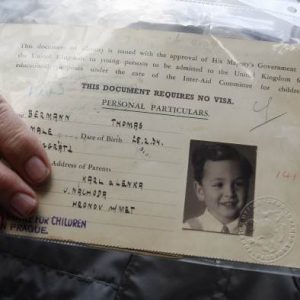 This document of identity is issued with the approval of His Majesty's Government
the United Kingdom to young persons to be admitted to the United Kingdom
educational purposes under the care of the Inter-Aid Committee for children.
THIS DOCUMENT REQUIRES NO VISA.
PERSONAL PARTICULARS.
BERMANN THOMAS
MALE Date of Birth 28.2.34.
Address of Parents
KARL & LENKA
U. NACHODA
HRONOV
FOR CHILDREN
PRAGUE.
141